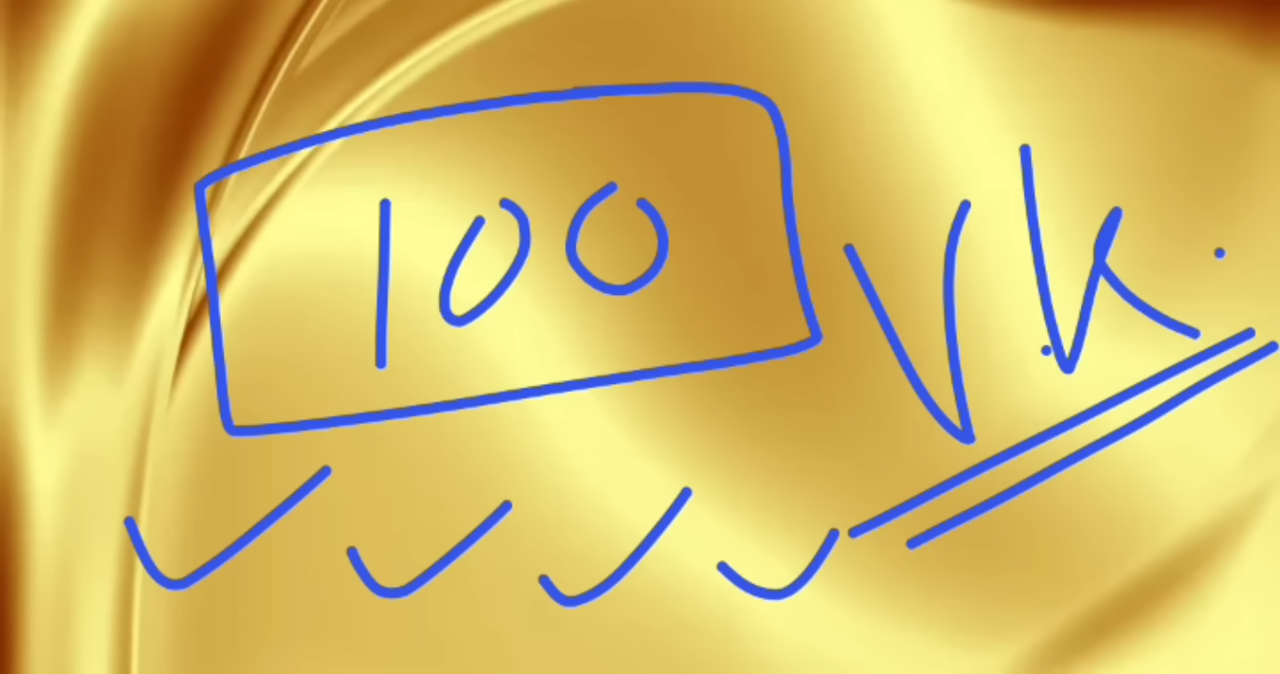 100 VK.
✓ ✓ ✓ ✓